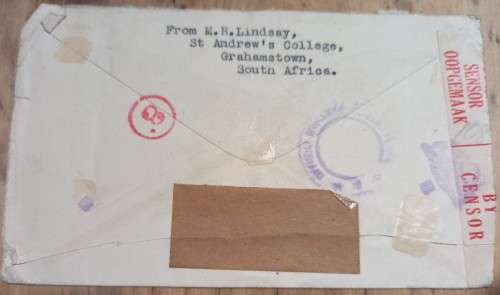 From M.R.Lindsay,
St Andrew's College,
Grahamstown,
South Africa.
SENSOR
OOPGEMAAK
BY
CENSOR